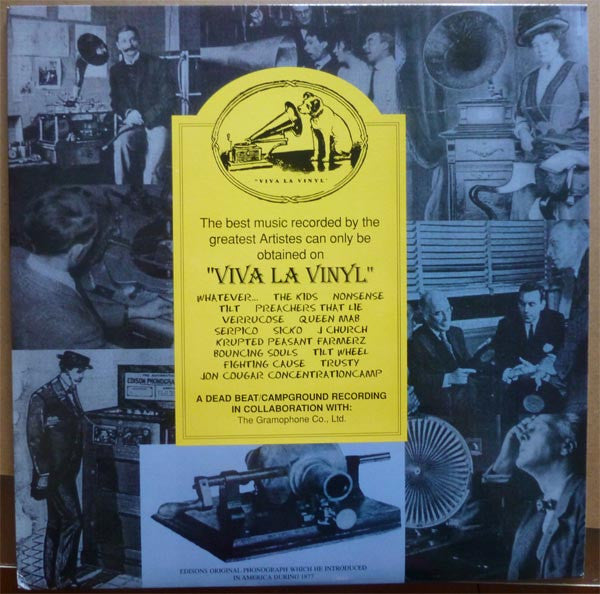 "VIVA LA VINYL"
The best music recorded by the
greatest Artistes can only be
obtained on
"VIVA LA VINYL"
WHATEVER... THE KIDS NONSENSE
TILT PREACHERS THAT LIE
VERRUCOSE QUEEN MAB
SERPICO SICKO J CHURCH
KRUPTED PEASANT FARMERZ
BOUNCING SOULS TILT WHEEL
FIGHTING CAUSE TRUSTY
JON COUGAR CONCENTRATIONCAMP
A DEAD BEAT/CAMPGROUND RECORDING
IN COLLABORATION WITH:
The Gramophone Co., Ltd.
EDISON PHONOGRAPH
EDISONS ORIGINAL PHONOGRAPH WHICH HE INTRODUCED
IN AMERICA DURING 1877